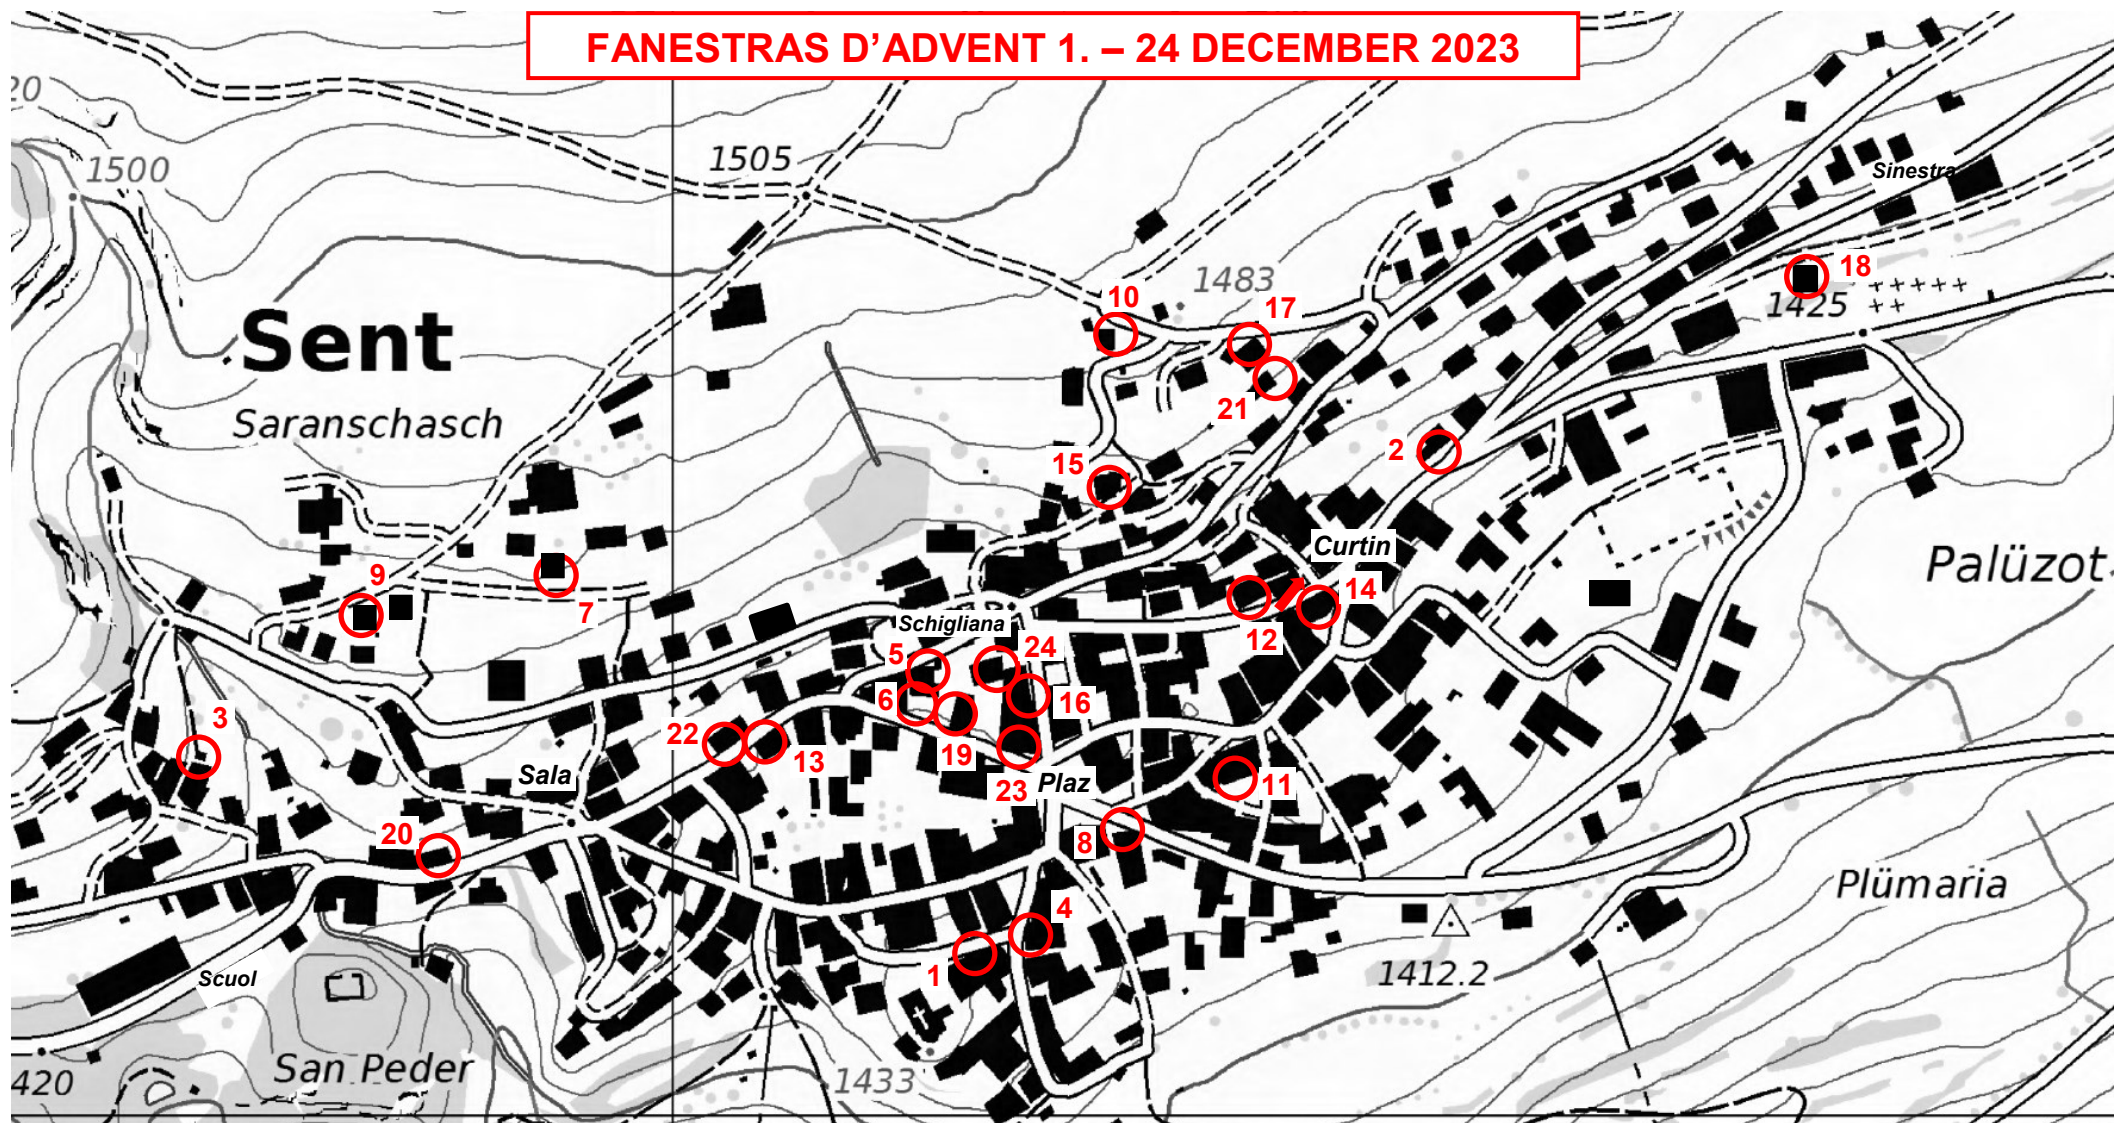 FANESTRAS D’ADVENT 1. – 24 DECEMBER 2023
20
1500
1505
Sinestra
1483
10
17
18
1425
Sent
Saranschasch
21
2
15
Curtin
Palüzot
9
7
14
12
Schigliana
5
24
6
16
3
22
13
19
23
Sala
Plaz
11
20
8
Plümaria
4
1
Scuol
1412.2
San Peder
1433
420